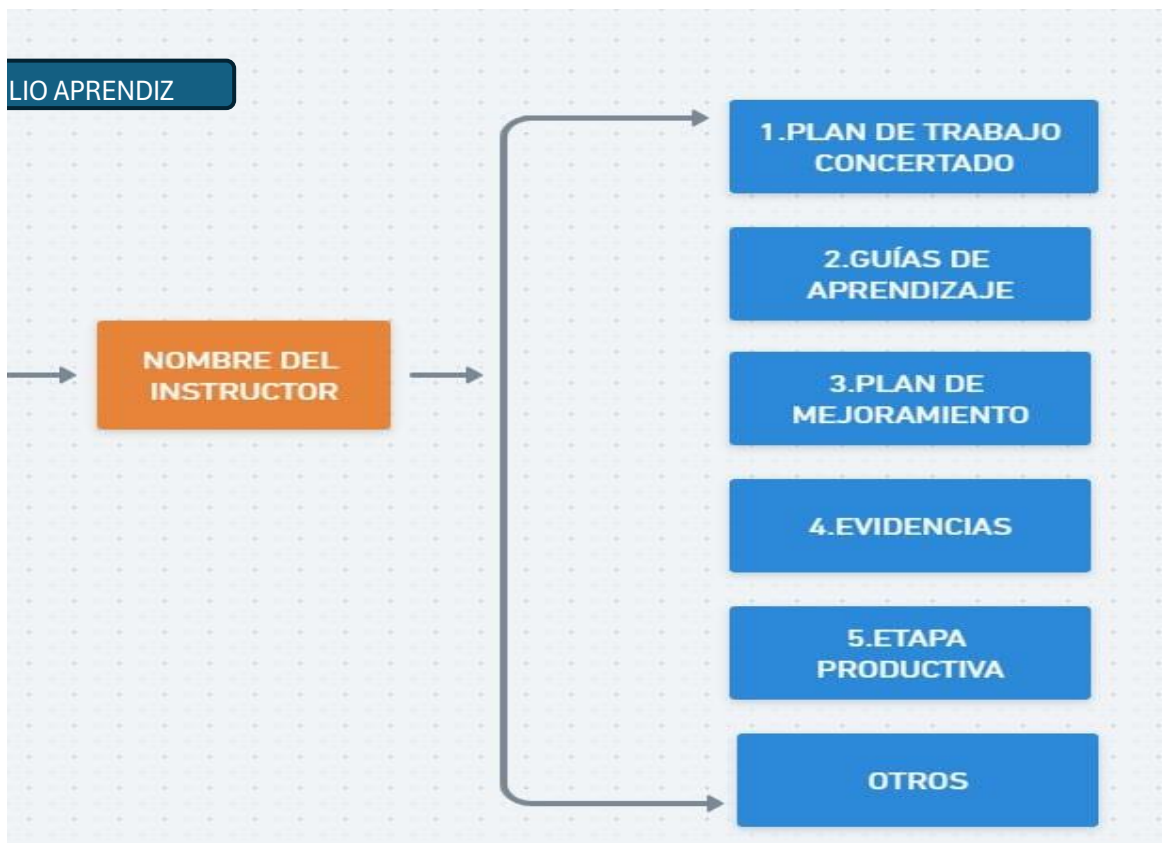 LIO APRENDIZ
1.PLAN DE TRABAJO
CONCERTADO
2.GUÍAS DE
APRENDIZAJE
NOMBRE DEL
INSTRUCTOR
3.PLAN DE
MEJORAMIENTO
4.EVIDENCIAS
5.ETAPA
PRODUCTIVA
OTROS